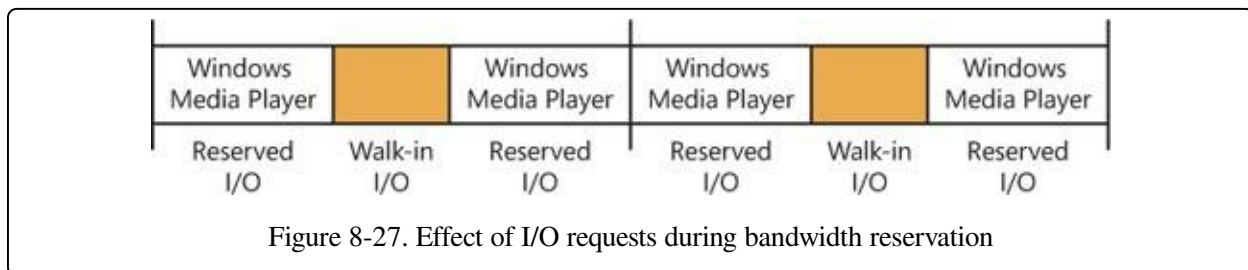 Windows Windows Windows Windows
Media Player Media Player Media Player Media Player
Reserved Walk-in Reserved Reserved Walk-in Reserved
I/O I/O I/O I/O I/O I/O
Figure 8-27. Effect of I/O requests during bandwidth reservation